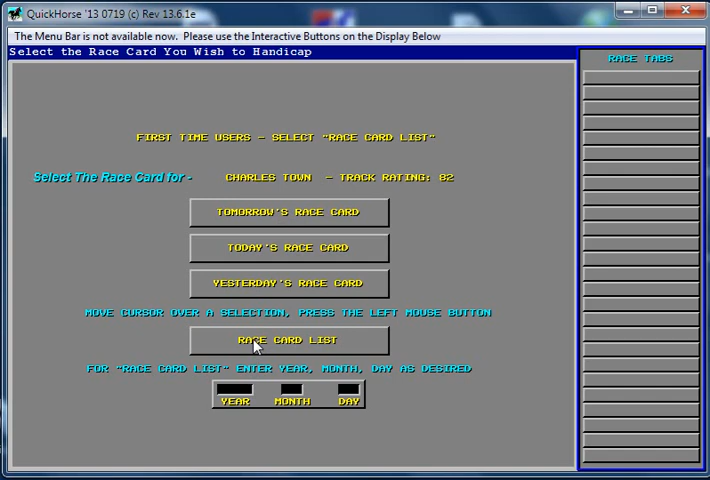 QuickHorse '13 0719 (c) Rev 13.6.1e
The Menu Bar is not available now. Please use the Interactive Buttons on the Display Below
Select the Race Card You Wish to Handicap
RACE TABS
FIRST TIME USERS - SELECT "RACE CARD LIST"
Select The Race Card for - CHARLES TOWN - TRACK RATING: 82
TOMORROW'S RACE CARD
TODAY'S RACE CARD
YESTERDAY'S RACE CARD
MOVE CURSOR OVER A SELECTION, PRESS THE LEFT MOUSE BUTTON
RACE CARD LIST
FOR "RACE CARD LIST" ENTER YEAR, MONTH, DAY AS DESIRED
YEAR MONTH DAY